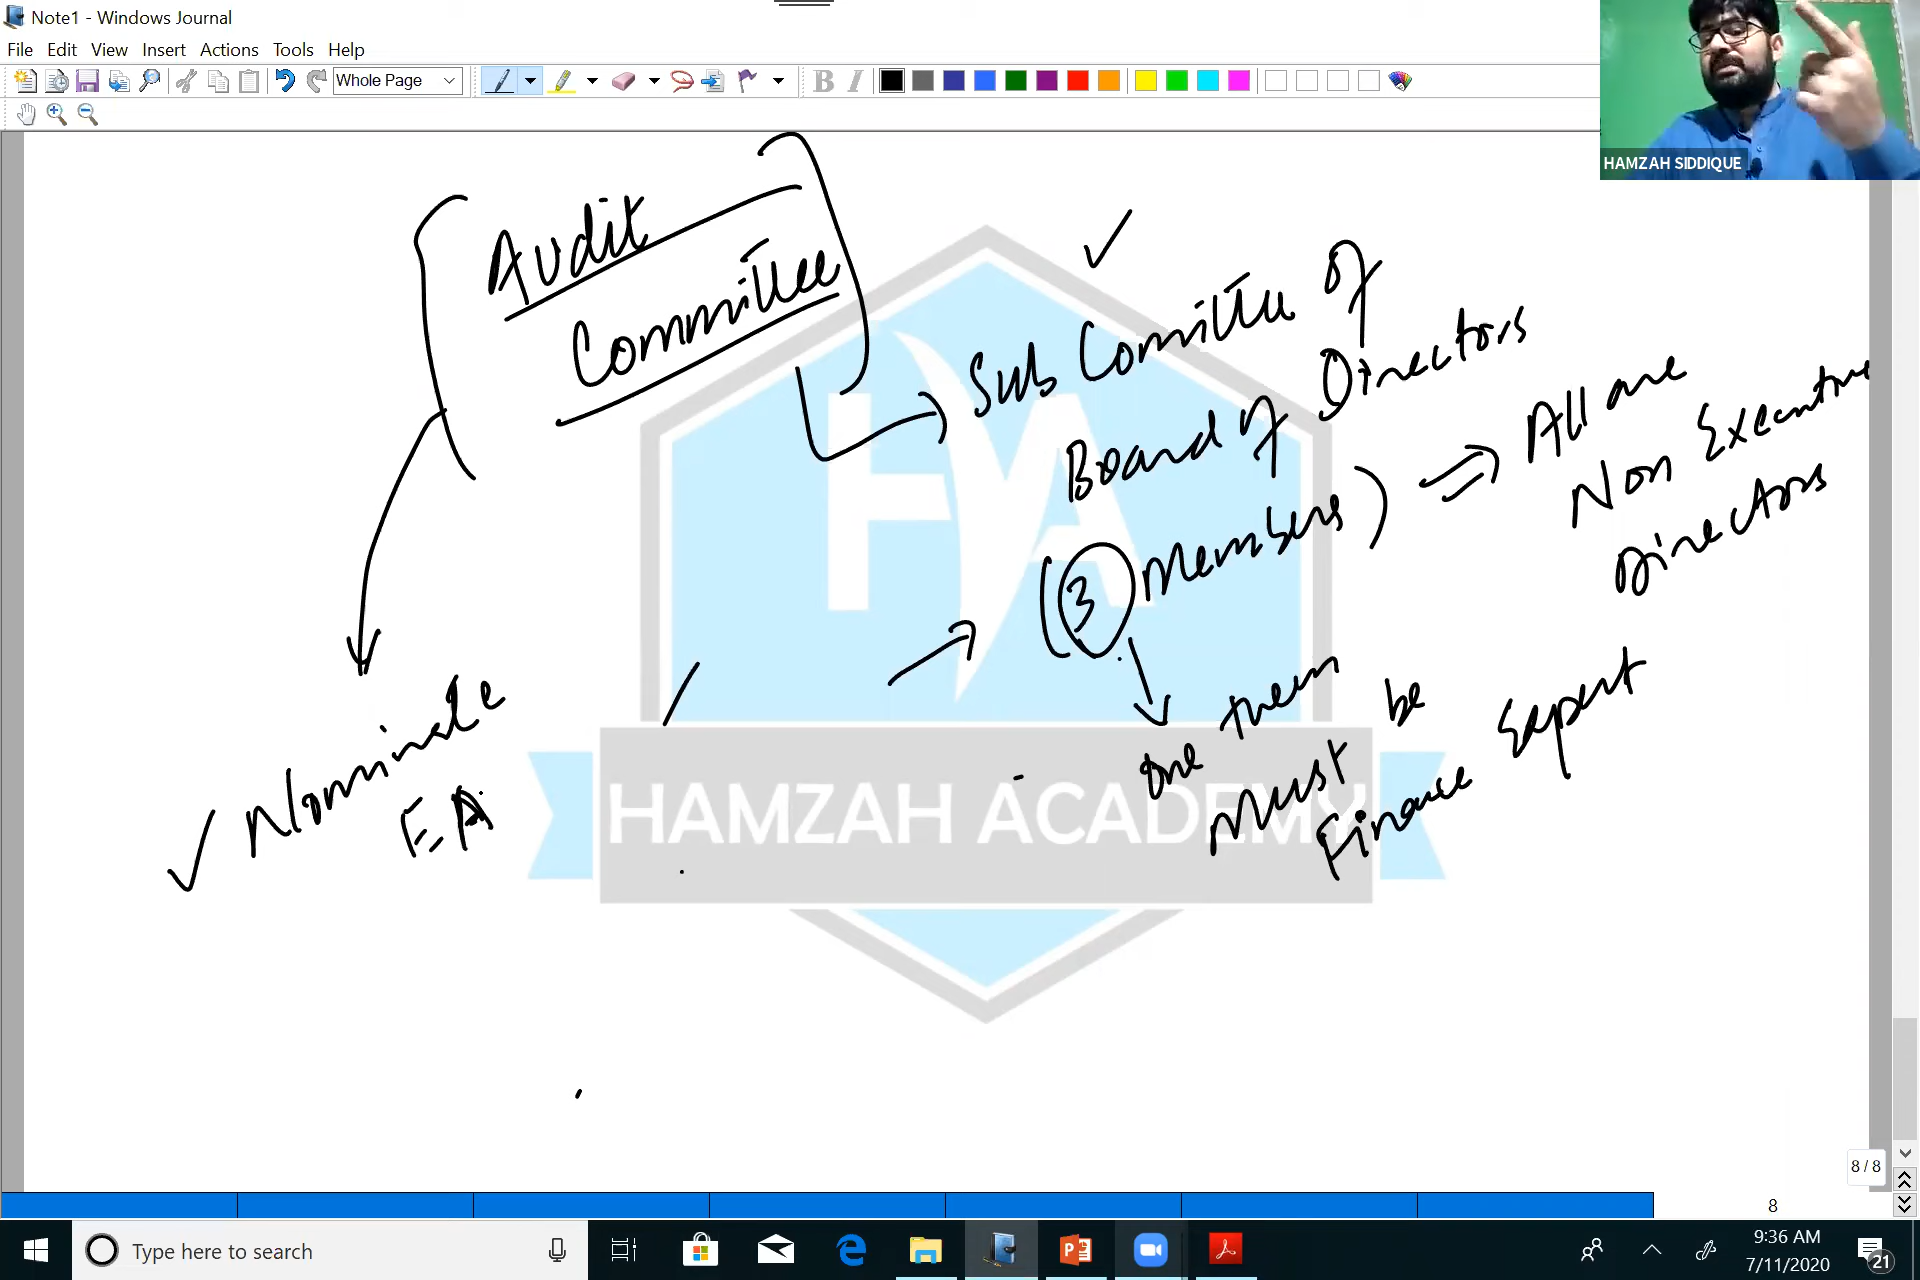 Note1 - Windows Journal
File Edit View Insert Actions Tools Help
Whole Page
HAMZAH SIDDIQUE
Audit
Committee
Sub Comittee of
Board of Directors
(3 Members)
All are
Non Executive
Directors
one them
Must be
Finance Expert
Nominate
E.A
HAMZAH ACADEMY
8 / 8
8
Type here to search
9:36 AM
7/11/2020
21